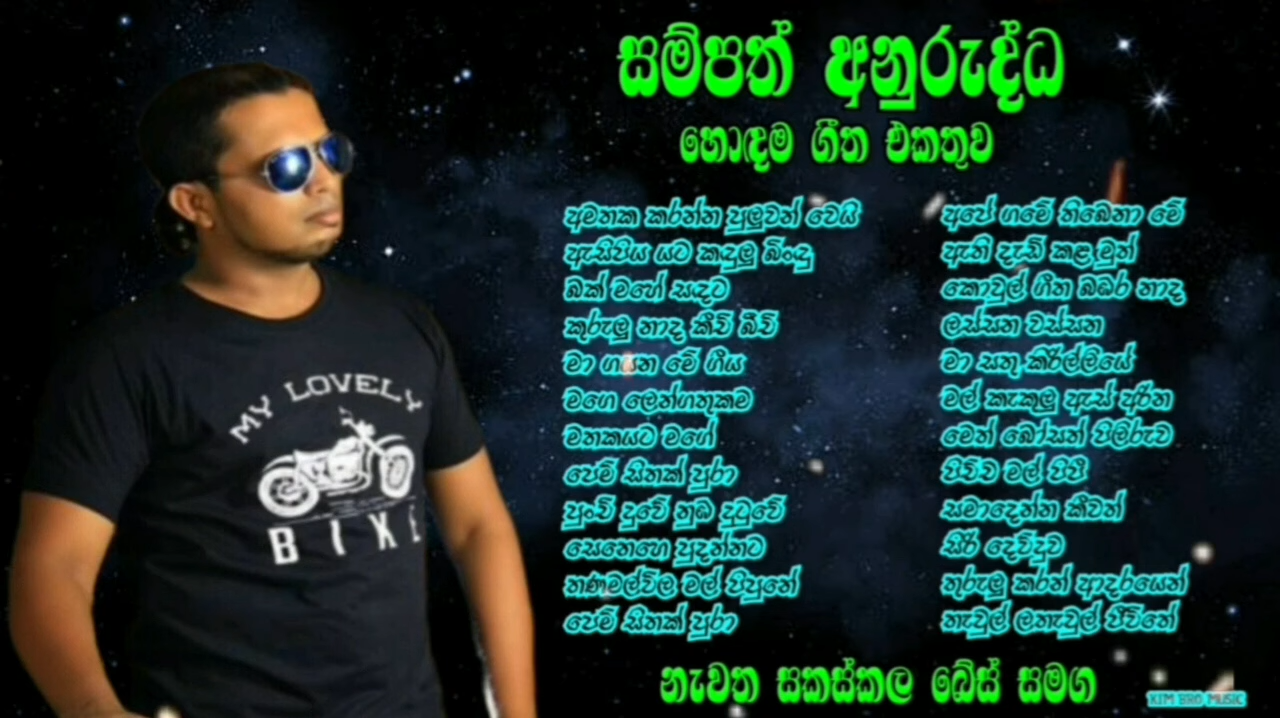 සම්පත් අනුරුද්ධ
හොඳම ගීත එකතුව
අමතක කරන්න පුලුවන් වෙයි
ඇසිපිය යට කඳුලු බිංදු
බක් මහේ සඳට
කුරුලු නාද කීචි බීචි
මා ගයන මේ ගීය
මගෙ ලෙන්ගතුකම
මතකයට මගේ
පෙම් සිතක් පුරා
පුංචි දුවේ නුඹ දුටුවේ
සෙනෙහෙ පුදන්නට
තණමල්විල මල් පිපුනේ
පෙම් සිතක් පුරා
අපේ ගමේ තිබෙනා මේ
ඇති දැඩි කළ මුත්
කොවුල් ගීත බඹර නාද
ලස්සන වස්සන
මා සතු කිරිල්ලියේ
මල් කැකුලු ඇස් අරින
මෙත් බෝසත් පිලිරුව
පිච්ච මල් පිපී
සමාදෙන්න කීවත්
සිරි දෙව්දුව
තුරුලු කරන් ආදරයෙන්
තැවුල් ලතැවුල් ජීවිතේ
නැවත සකස්කල බේස් සමග
MY LOVELY
BIKE
KIM BRO MUSIC